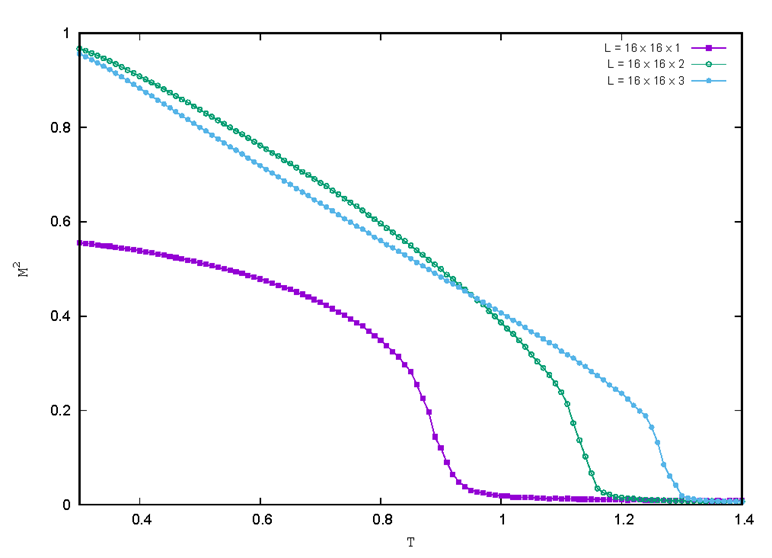 1
0.8
0.6
0.4
0.2
0
M²
0.4
0.6
0.8
1
1.2
1.4
T
L = 16 x 16 x 1
L = 16 x 16 x 2
L = 16 x 16 x 3